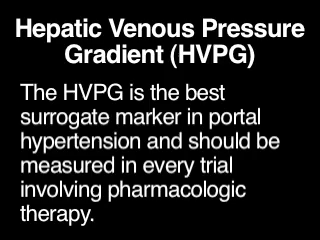 Hepatic Venous Pressure
Gradient (HVPG)
The HVPG is the best
surrogate marker in portal
hypertension and should be
measured in every trial
involving pharmacologic
therapy.